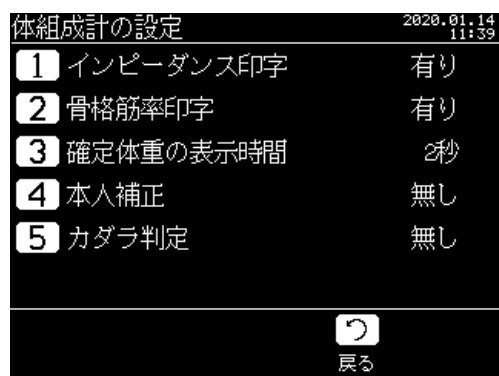 体組成計の設定 2020.01.14
11:39
1 インピーダンス印字 有り
2 骨格筋率印字 有り
3 確定体重の表示時間 2秒
4 本人補正 無し
5 カダラ判定 無し
戻る